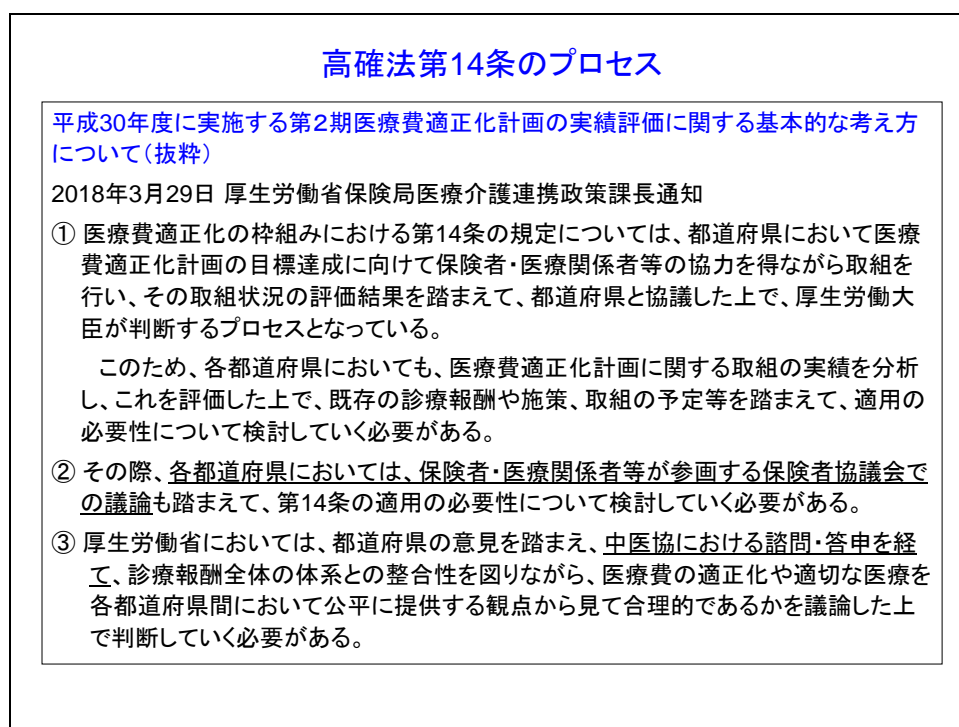 高確法第14条のプロセス
平成30年度に実施する第2期医療費適正化計画の実績評価に関する基本的な考え方
について(抜粋)
2018年3月29日 厚生労働省保険局医療介護連携政策課長通知
① 医療費適正化の枠組みにおける第14条の規定については、都道府県において医療
費適正化計画の目標達成に向けて保険者・医療関係者等の協力を得ながら取組を
行い、その取組状況の評価結果を踏まえて、都道府県と協議した上で、厚生労働大
臣が判断するプロセスとなっている。
このため、各都道府県においても、医療費適正化計画に関する取組の実績を分析
し、これを評価した上で、既存の診療報酬や施策、取組の予定等を踏まえて、適用の
必要性について検討していく必要がある。
② その際、各都道府県においては、保険者・医療関係者等が参画する保険者協議会で
の議論も踏まえて、第14条の適用の必要性について検討していく必要がある。
③ 厚生労働省においては、都道府県の意見を踏まえ、中医協における諮問・答申を経
て、診療報酬全体の体系との整合性を図りながら、医療費の適正化や適切な医療を
各都道府県間において公平に提供する観点から見て合理的であるかを議論した上
で判断していく必要がある。